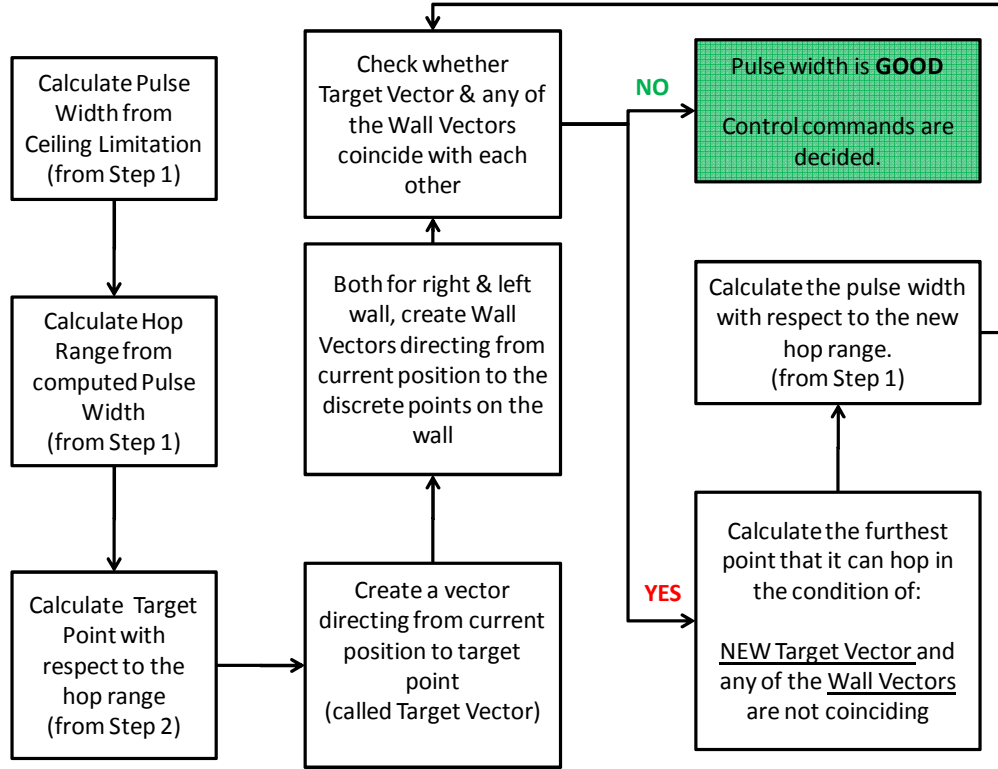 Calculate Pulse
Width from
Ceiling Limitation
(from Step 1)
Calculate Hop
Range from
computed Pulse
Width
(from Step 1)
Calculate Target
Point with
respect to the
hop range
(from Step 2)
Create a vector
directing from current
position to target
point
(called Target Vector)
Both for right & left
wall, create Wall
Vectors directing from
current position to the
discrete points on the
wall
Check whether
Target Vector & any of
the Wall Vectors
coincide with each
other
NO
Pulse width is GOOD
Control commands are
decided.
YES
Calculate the furthest
point that it can hop in
the condition of:
NEW Target Vector and
any of the Wall Vectors
are not coinciding
Calculate the pulse width
with respect to the new
hop range.
(from Step 1)